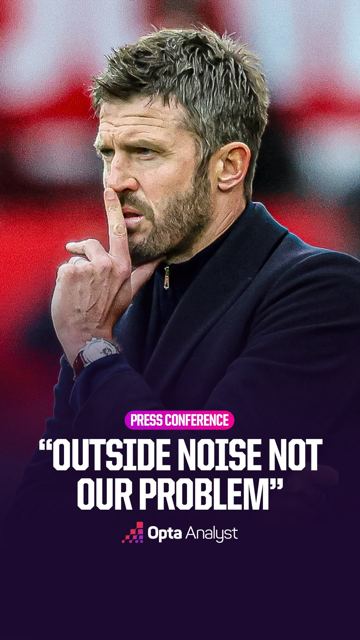 PRESS CONFERENCE
“OUTSIDE NOISE NOT
OUR PROBLEM”
Opta Analyst